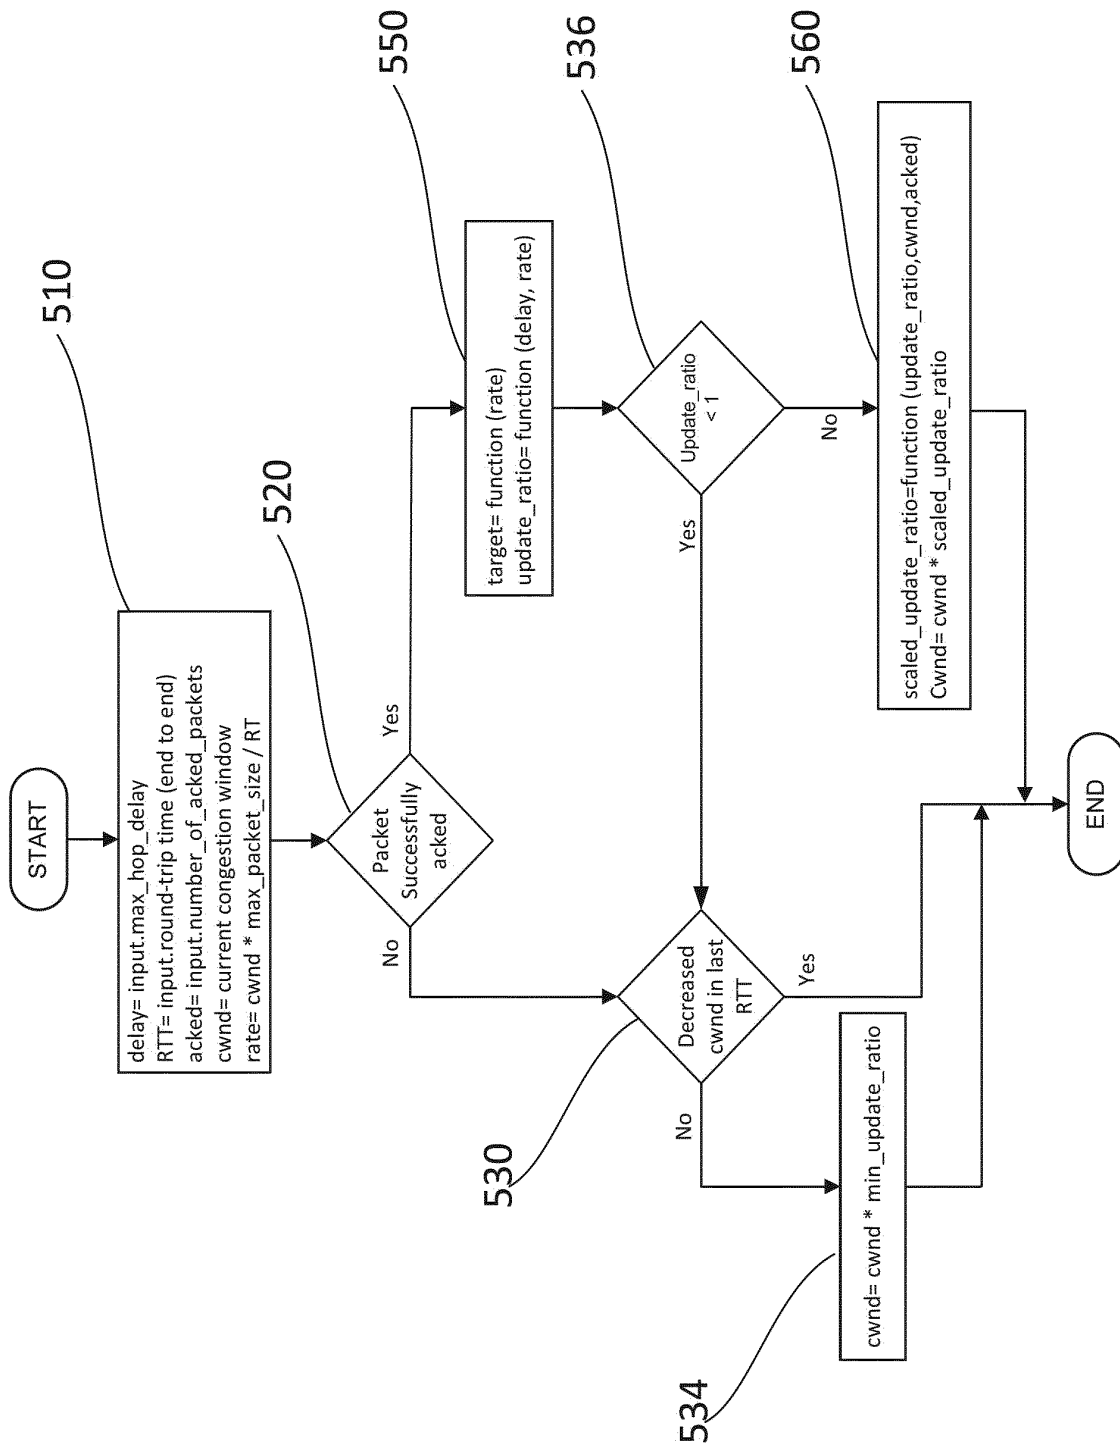 START
510
delay= input.max_hop_delay
RTT= input.round-trip time (end to end)
acked= input.number_of_acked_packets
cwnd= current congestion window
rate= cwnd * max_packet_size / RT
520
Packet
Successfully
acked
No
Yes
550
target= function (rate)
update_ratio= function (delay, rate)
530
Decreased
cwnd in last
RTT
536
Update_ratio
< 1
Yes
No
No
Yes
534
cwnd= cwnd * min_update_ratio
560
scaled_update_ratio=function (update_ratio,cwnd,acked)
Cwnd= cwnd * scaled_update_ratio
END